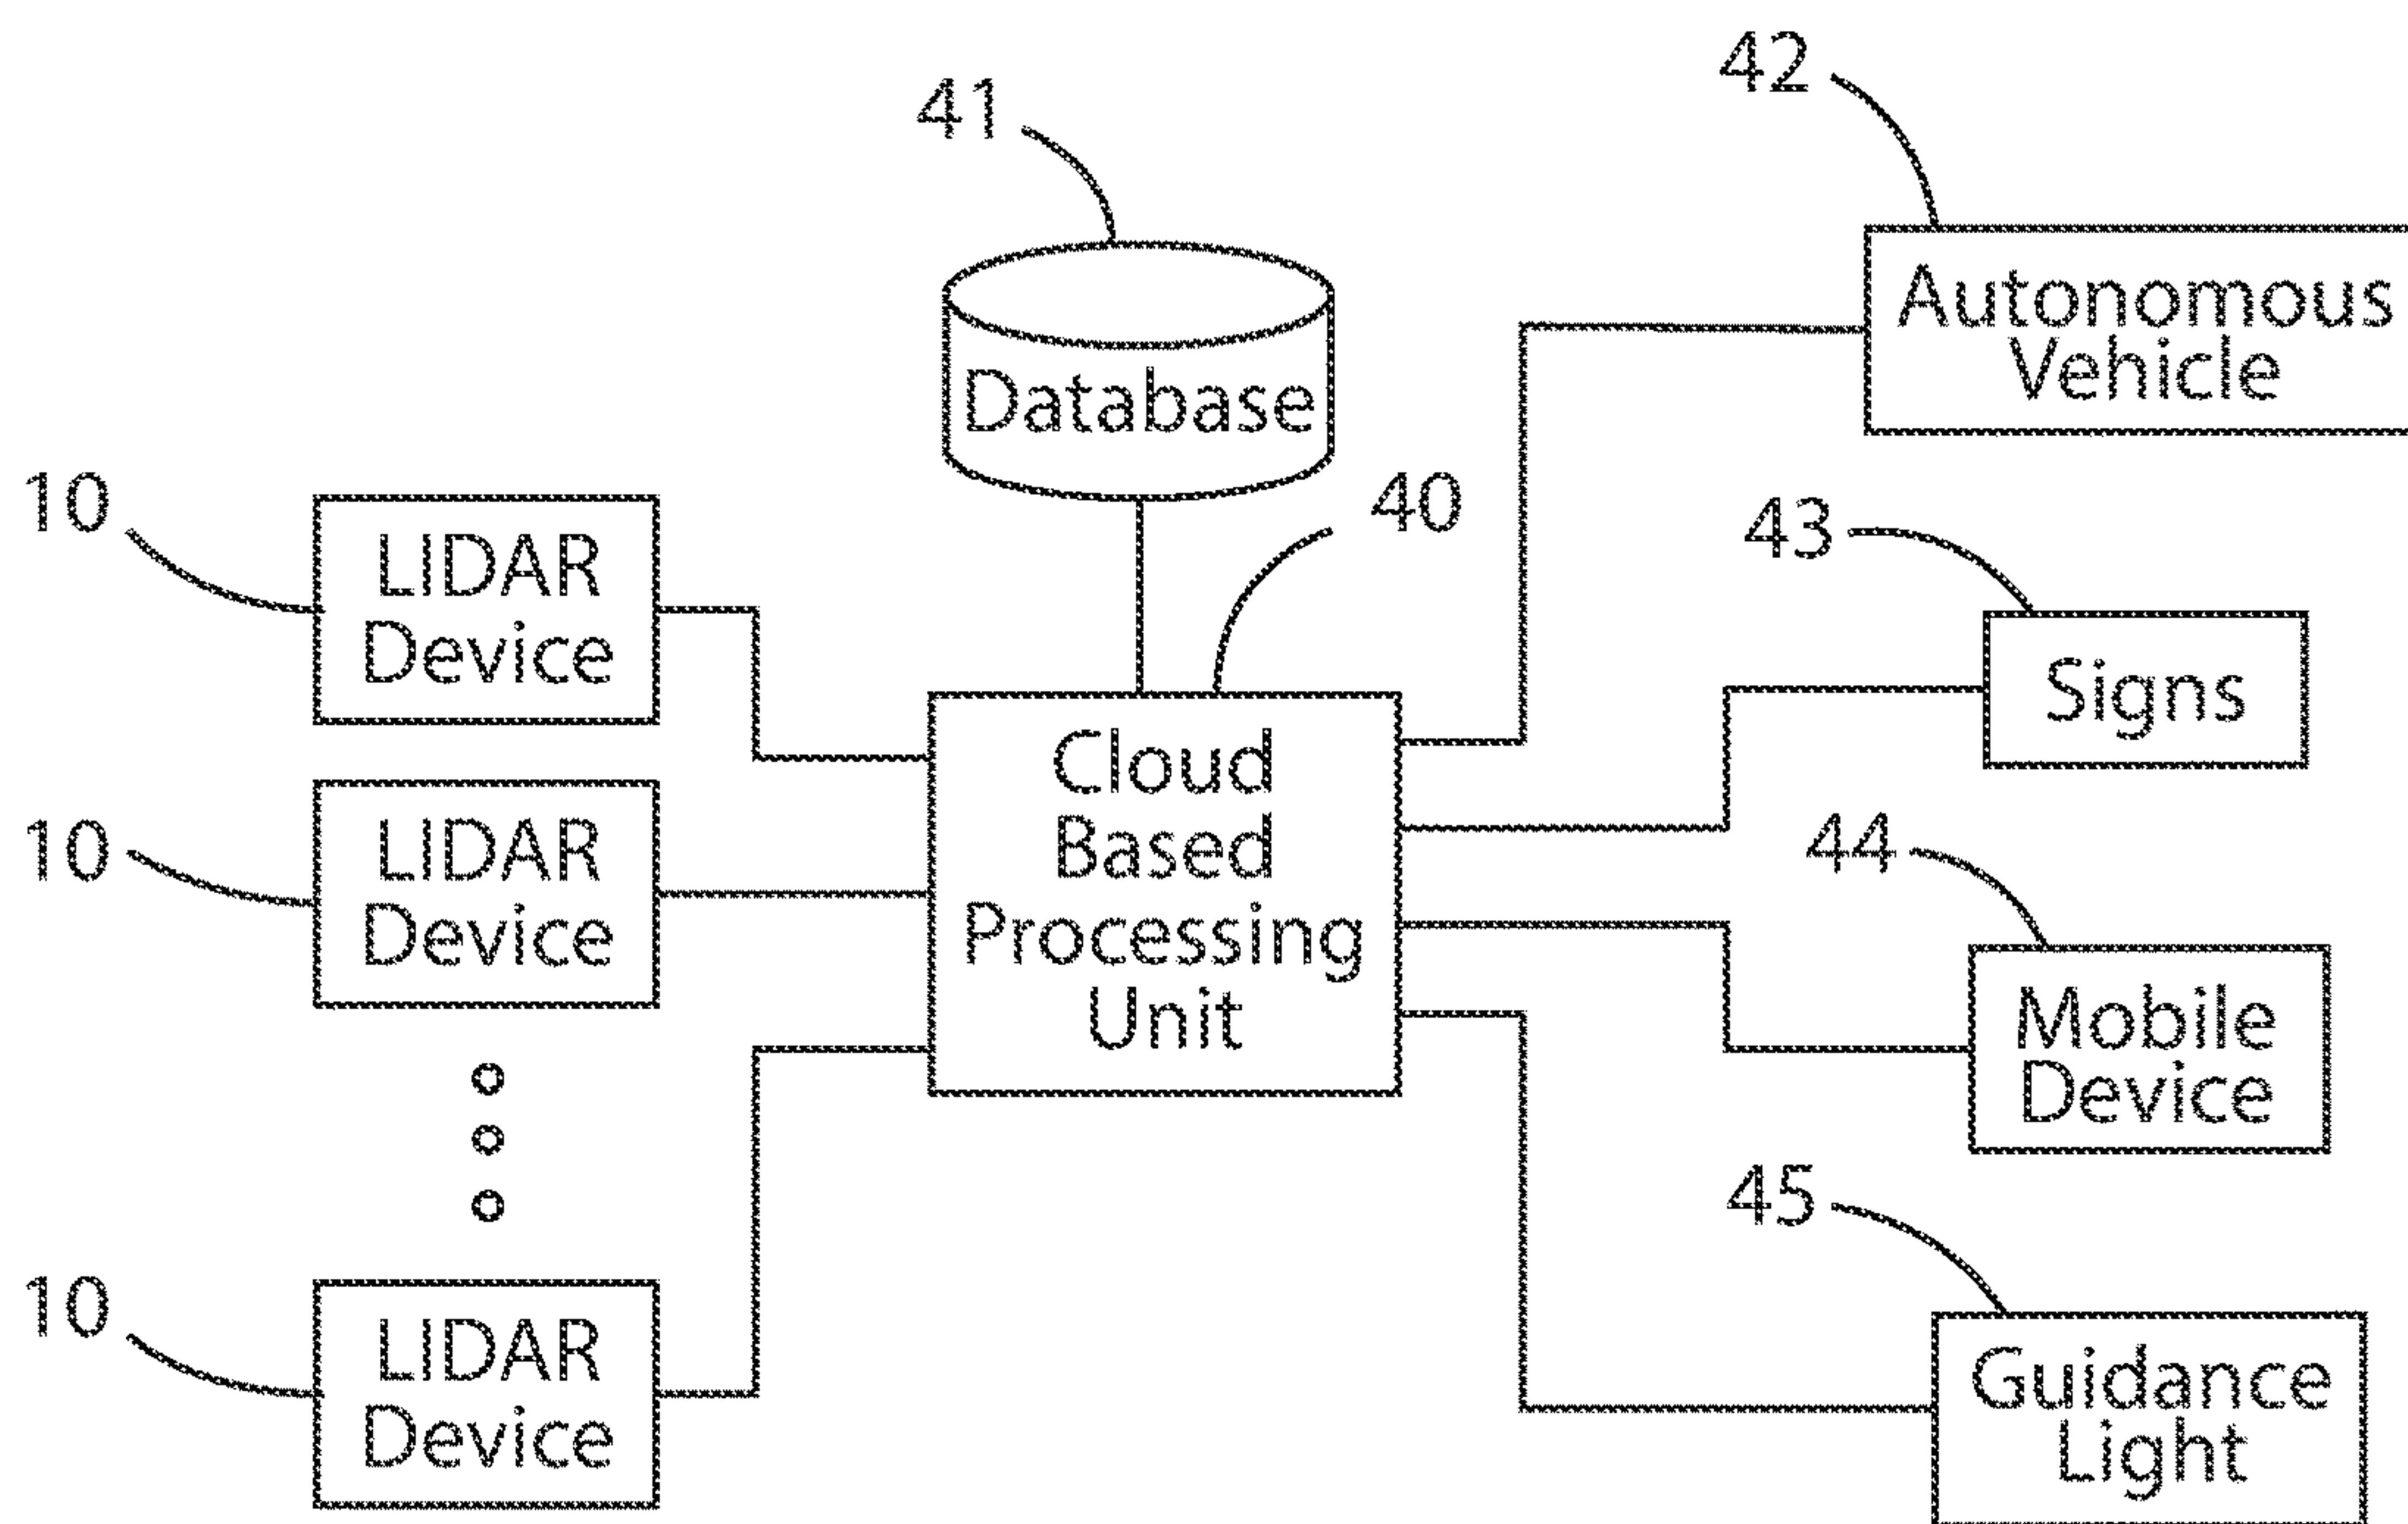 42
41
Autonomous
Vehicle
Database
10
LIDAR
Device
40
43
Signs
Cloud
Based
Processing
Unit
10
LIDAR
Device
44
Mobile
Device
45
10
LIDAR
Device
Guidance
Light